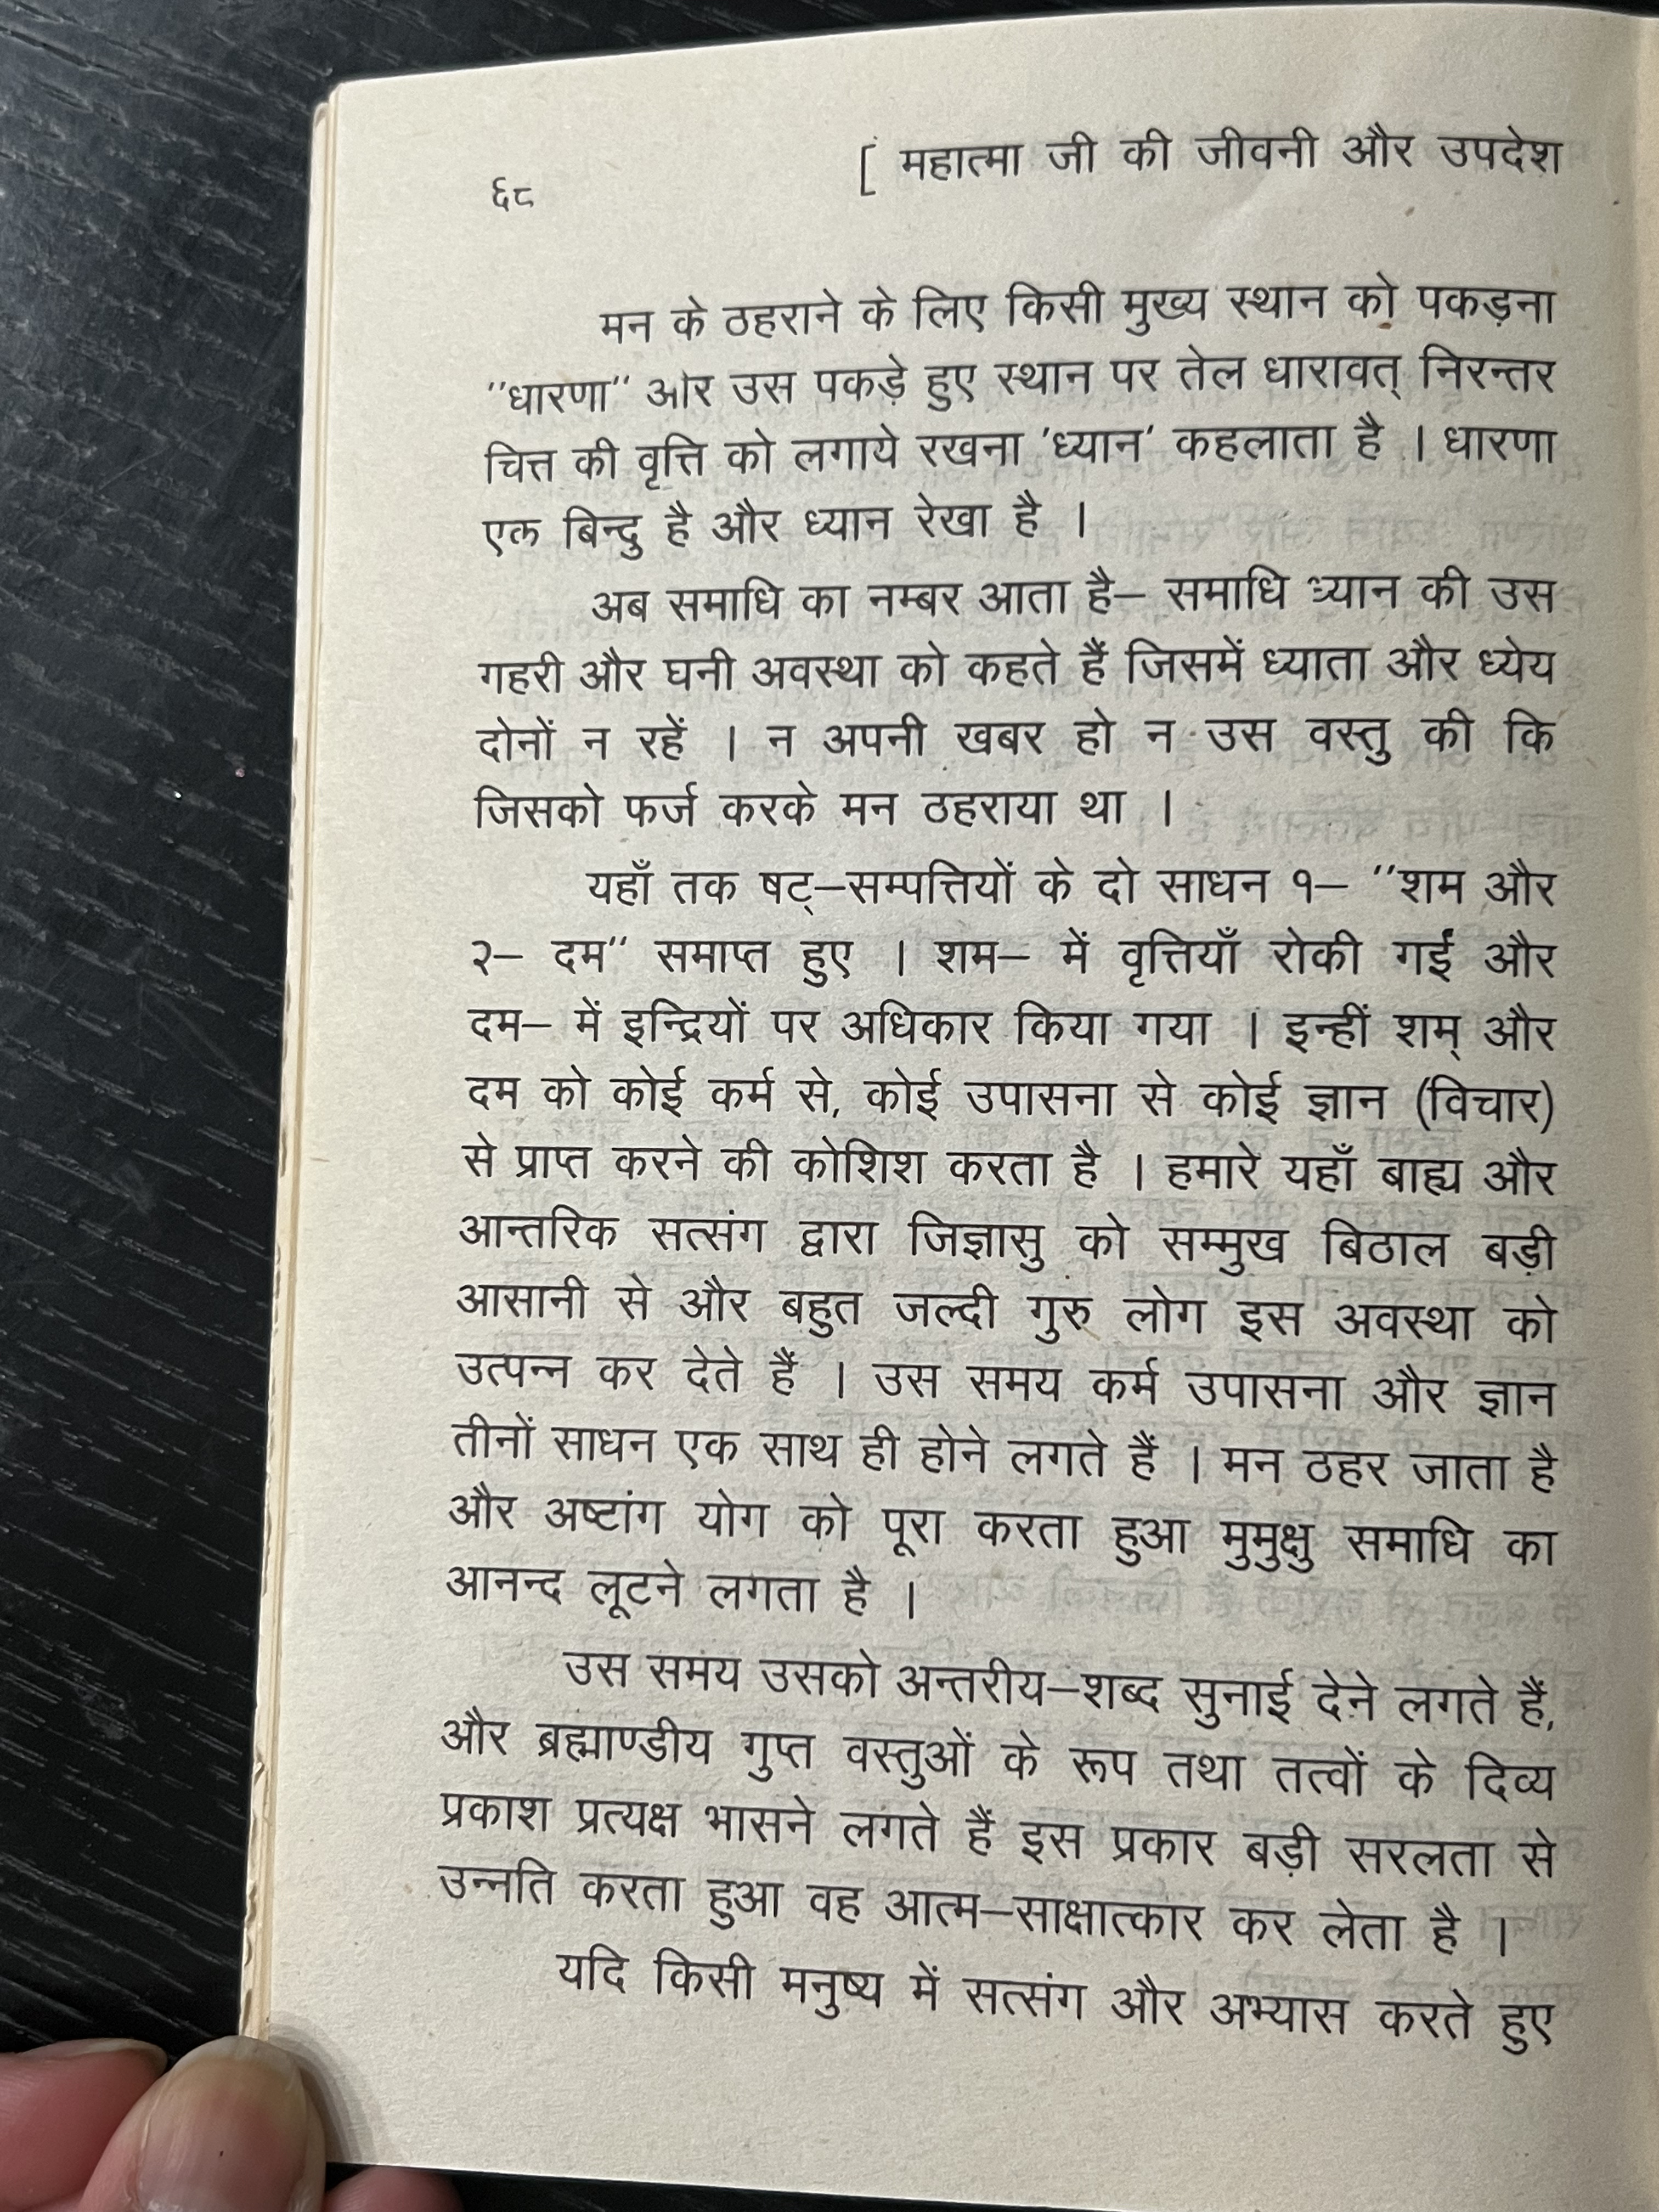 ६८ [ महात्मा जी की जीवनी और उपदेश
मन के ठहराने के लिए किसी मुख्य स्थान को पकड़ना
"धारणा" और उस पकड़े हुए स्थान पर तेल धारावत् निरन्तर
चित्त की वृत्ति को लगाये रखना 'ध्यान' कहलाता है । धारणा
एक बिन्दु है और ध्यान रेखा है ।
अब समाधि का नम्बर आता है– समाधि ध्यान की उस
गहरी और घनी अवस्था को कहते हैं जिसमें ध्याता और ध्येय
दोनों न रहें । न अपनी खबर हो न उस वस्तु की कि
जिसको फर्ज करके मन ठहराया था ।
यहाँ तक षट्–सम्पत्तियों के दो साधन १– "शम और
२– दम" समाप्त हुए । शम– में वृत्तियाँ रोकी गईं और
दम– में इन्द्रियों पर अधिकार किया गया । इन्हीं शम् और
दम को कोई कर्म से, कोई उपासना से कोई ज्ञान (विचार)
से प्राप्त करने की कोशिश करता है । हमारे यहाँ बाह्य और
आन्तरिक सत्संग द्वारा जिज्ञासु को सम्मुख बिठाल बड़ी
आसानी से और बहुत जल्दी गुरु लोग इस अवस्था को
उत्पन्न कर देते हैं । उस समय कर्म उपासना और ज्ञान
तीनों साधन एक साथ ही होने लगते हैं । मन ठहर जाता है
और अष्टांग योग को पूरा करता हुआ मुमुक्षु समाधि का
आनन्द लूटने लगता है ।
उस समय उसको अन्तरीय–शब्द सुनाई देने लगते हैं,
और ब्रह्माण्डीय गुप्त वस्तुओं के रूप तथा तत्वों के दिव्य
प्रकाश प्रत्यक्ष भासने लगते हैं इस प्रकार बड़ी सरलता से
उन्नति करता हुआ वह आत्म–साक्षात्कार कर लेता है ।
यदि किसी मनुष्य में सत्संग और अभ्यास करते हुए